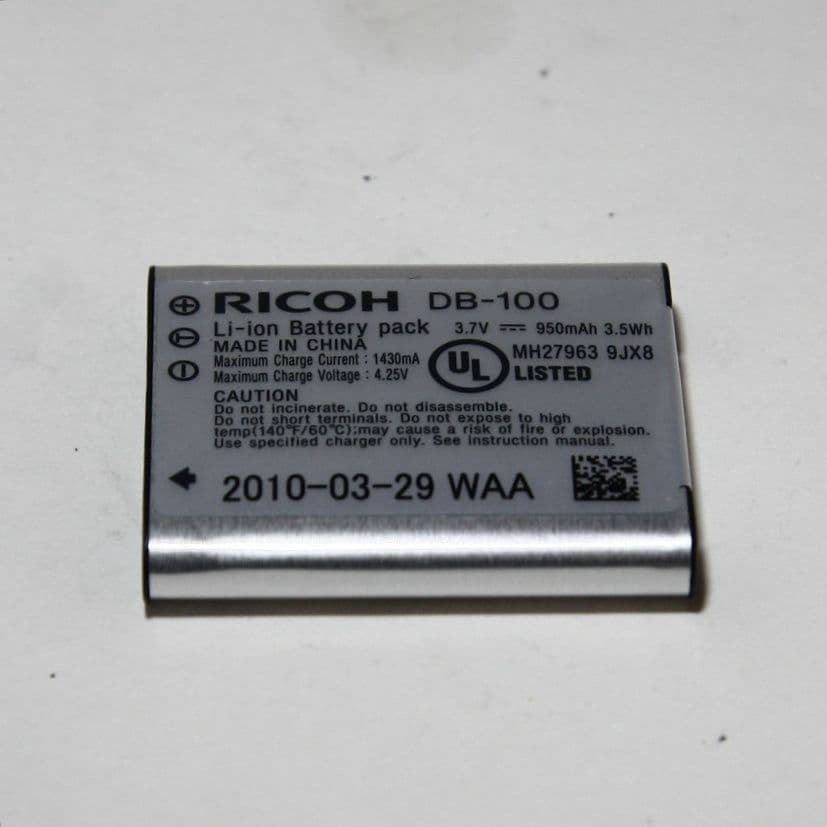 RICOH DB-100
Li-ion Battery pack 3.7V 950mAh 3.5Wh
MADE IN CHINA
Maximum Charge Current : 1430mA
Maximum Charge Voltage : 4.25V
UL
MH27963 9JX8
LISTED
CAUTION
Do not incinerate. Do not disassemble.
Do not short terminals. Do not expose to high
temp(140°F/60℃);may cause a risk of fire or explosion.
Use specified charger only. See instruction manual.
2010-03-29 WAA